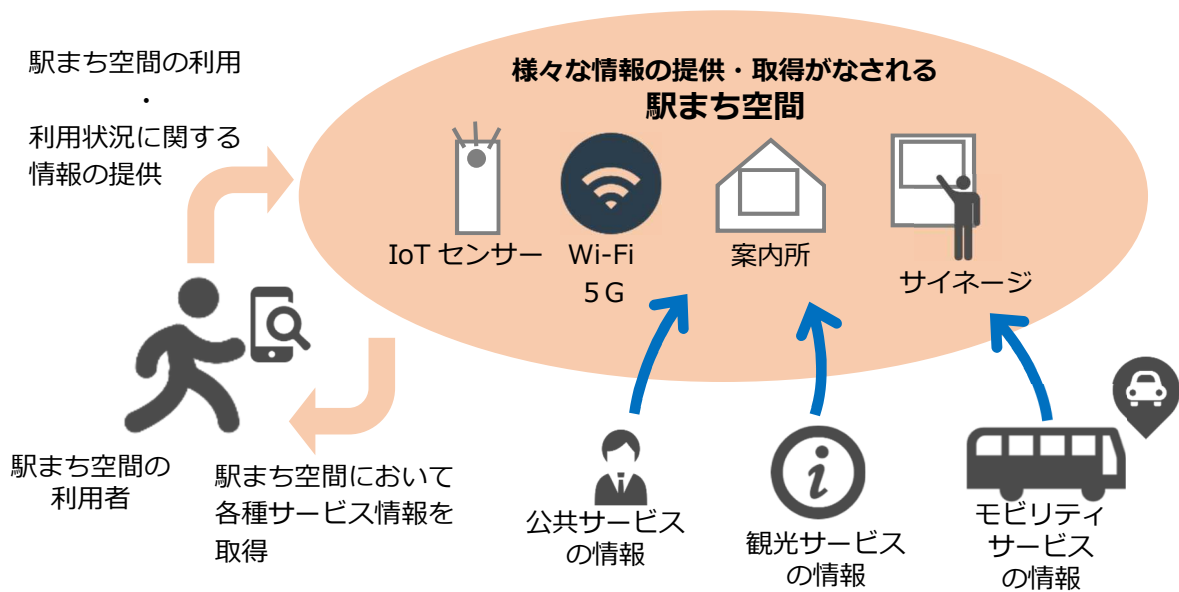 駅まち空間の利用
・
利用状況に関する
情報の提供
様々な情報の提供・取得がなされる
駅まち空間
IoT センサー
Wi-Fi
５G
案内所
サイネージ
駅まち空間の
利用者
駅まち空間において
各種サービス情報を
取得
公共サービス
の情報
観光サービス
の情報
モビリティ
サービス
の情報